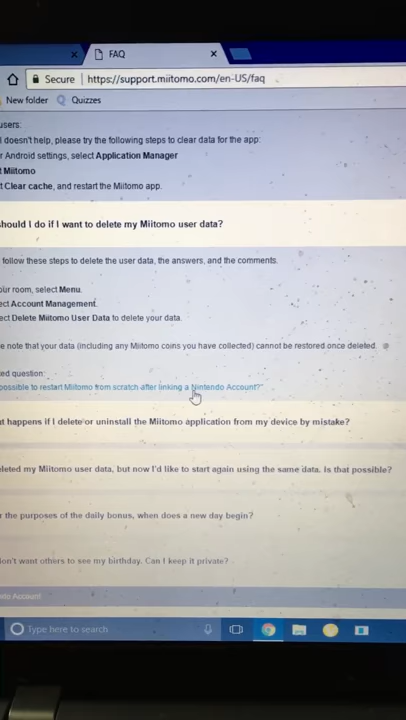 FAQ
Secure https://support.miitomo.com/en-US/faq
New folder Quizzes
users:
doesn't help, please try the following steps to clear data for the app:
Android settings, select Application Manager
Miitomo
Clear cache, and restart the Miitomo app.
should I do if I want to delete my Miitomo user data?
follow these steps to delete the user data, the answers, and the comments.
our room, select Menu.
ect Account Management.
ect Delete Miitomo User Data to delete your data.
e note that your data (including any Miitomo coins you have collected) cannot be restored once deleted.
ed question:
possible to restart Miitomo from scratch after linking a Nintendo Account?"
at happens if I delete or uninstall the Miitomo application from my device by mistake?
eleted my Miitomo user data, but now I'd like to start again using the same data. Is that possible?
r the purposes of the daily bonus, when does a new day begin?
don't want others to see my birthday. Can I keep it private?
ndo Account
Type here to search